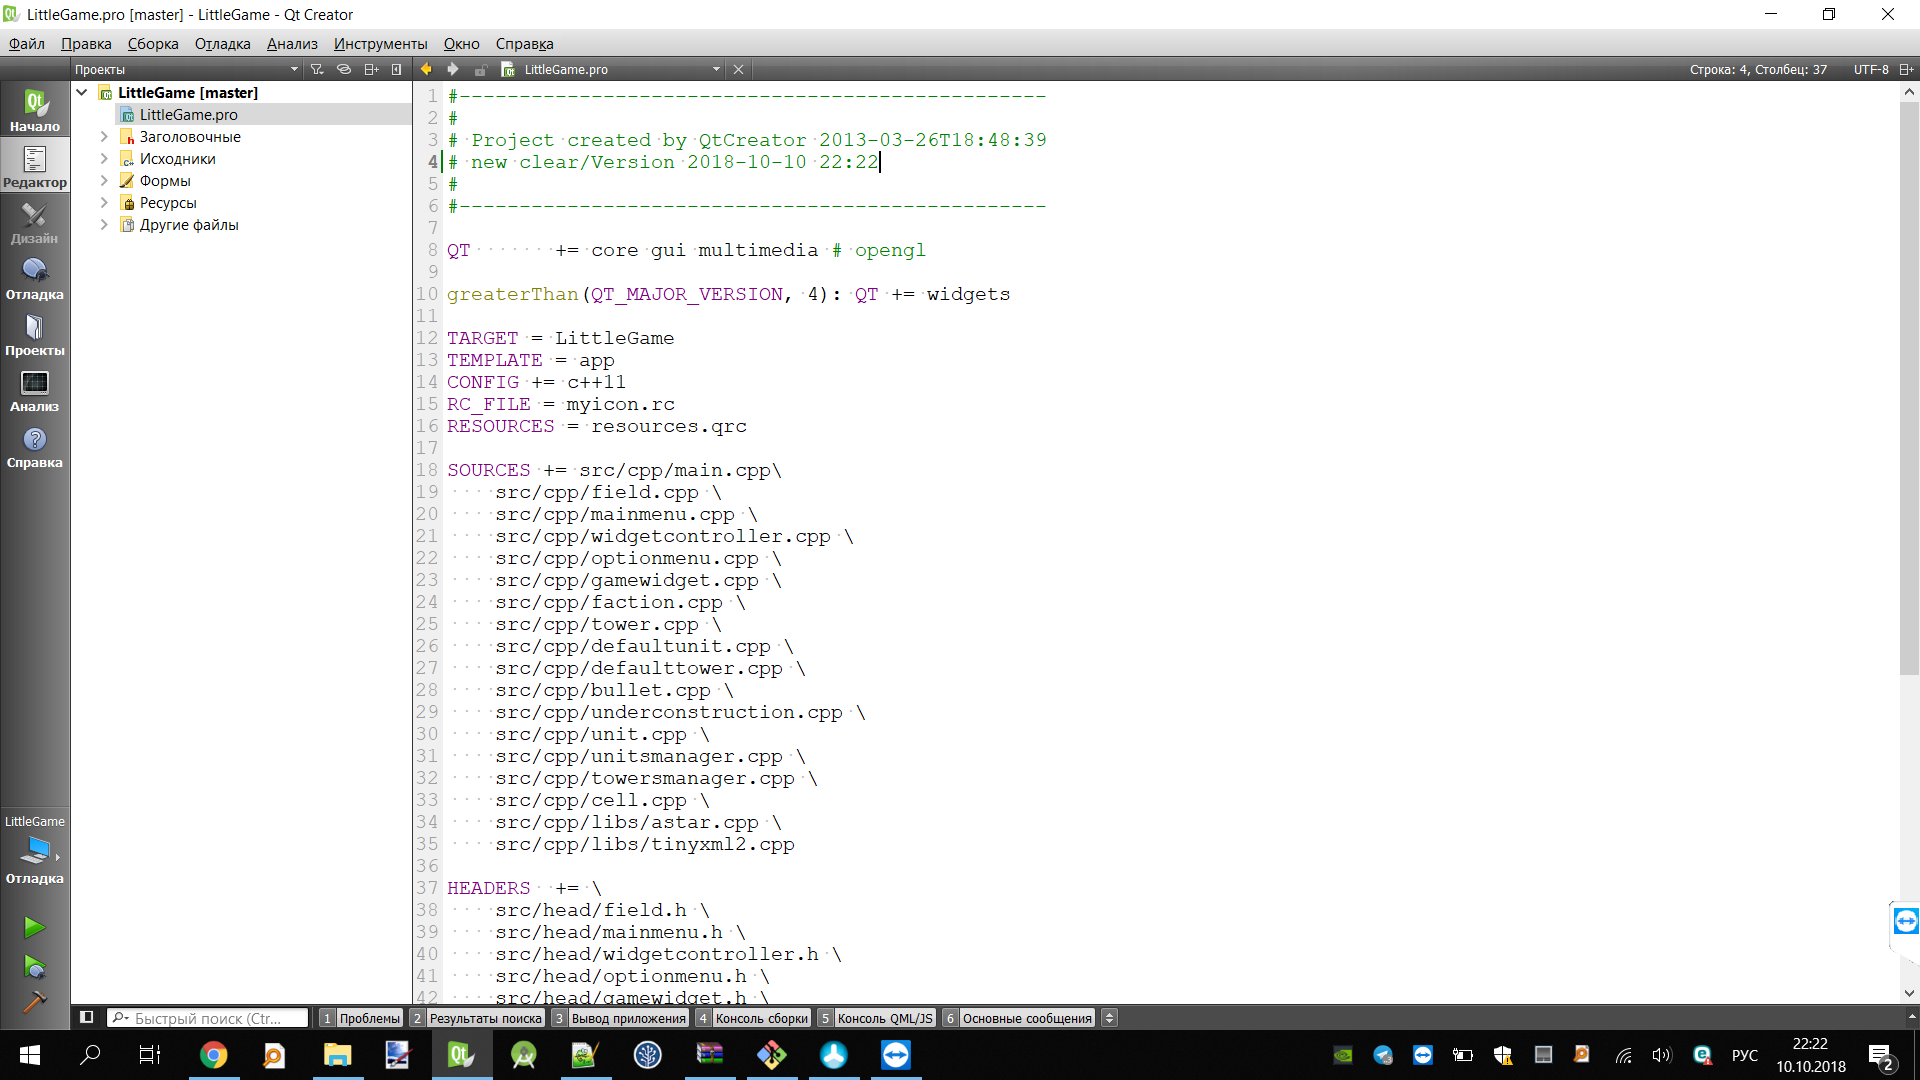 LittleGame.pro [master] - LittleGame - Qt Creator
Файл Правка Сборка Отладка Анализ Инструменты Окно Справка
Проекты
LittleGame.pro
Строка: 4, Столбец: 37
UTF-8
Начало
Редактор
Дизайн
Отладка
Проекты
Анализ
Справка
LittleGame
Отладка
LittleGame [master]
LittleGame.pro
Заголовочные
Исходники
Формы
Ресурсы
Другие файлы
1 #-------------------------------------------------
2 #
3 # Project created by QtCreator 2013-03-26T18:48:39
4 # new clear/Version 2018-10-10 22:22
5 #
6 #-------------------------------------------------
7
8 QT       += core gui multimedia # opengl
9
10 greaterThan(QT_MAJOR_VERSION, 4): QT += widgets
11
12 TARGET = LittleGame
13 TEMPLATE = app
14 CONFIG += c++11
15 RC_FILE = myicon.rc
16 RESOURCES = resources.qrc
17
18 SOURCES += src/cpp/main.cpp\
19     src/cpp/field.cpp \
20     src/cpp/mainmenu.cpp \
21     src/cpp/widgetcontroller.cpp \
22     src/cpp/optionmenu.cpp \
23     src/cpp/gamewidget.cpp \
24     src/cpp/faction.cpp \
25     src/cpp/tower.cpp \
26     src/cpp/defaultunit.cpp \
27     src/cpp/defaulttower.cpp \
28     src/cpp/bullet.cpp \
29     src/cpp/underconstruction.cpp \
30     src/cpp/unit.cpp \
31     src/cpp/unitsmanager.cpp \
32     src/cpp/towersmanager.cpp \
33     src/cpp/cell.cpp \
34     src/cpp/libs/astar.cpp \
35     src/cpp/libs/tinyxml2.cpp
36
37 HEADERS  += \
38     src/head/field.h \
39     src/head/mainmenu.h \
40     src/head/widgetcontroller.h \
41     src/head/optionmenu.h \
42     src/head/gamewidget.h \
Быстрый поиск (Ctr...
1 Проблемы 2 Результаты поиска 3 Вывод приложения 4 Консоль сборки 5 Консоль QML/JS 6 Основные сообщения
РУС
22:22
10.10.2018
2